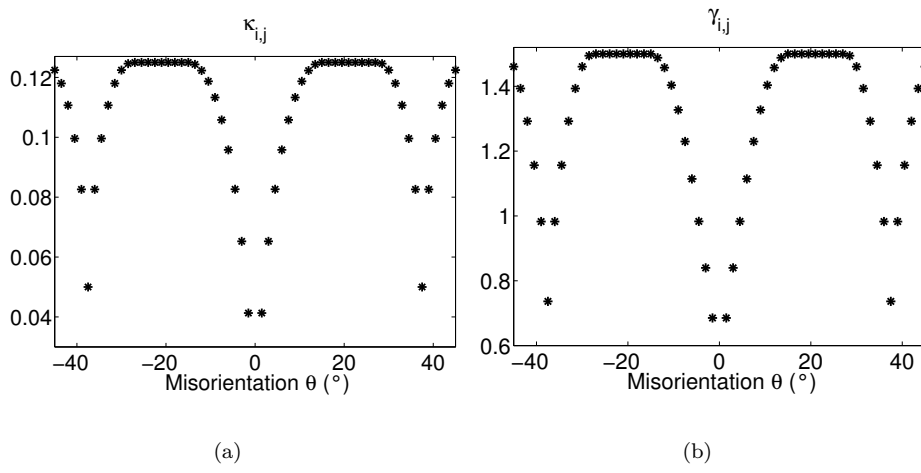 κi,j
0.12
0.1
0.08
0.06
0.04
−40 −20 0 20 40
Misorientation θ (°)
(a)
γi,j
1.4
1.2
1
0.8
0.6
−40 −20 0 20 40
Misorientation θ (°)
(b)